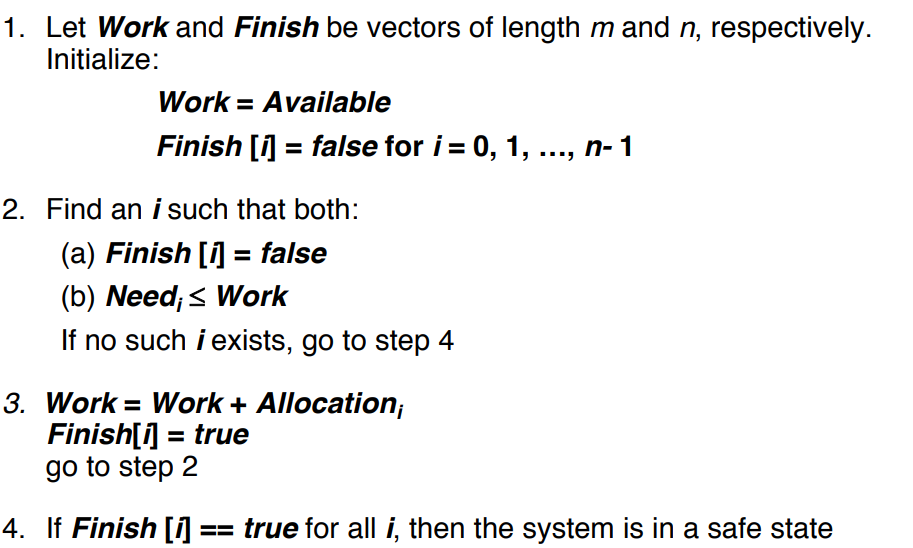 1. Let Work and Finish be vectors of length m and n, respectively.
Initialize:
Work = Available
Finish [i] = false for i = 0, 1, …, n- 1
2. Find an i such that both:
(a) Finish [i] = false
(b) Needi ≤ Work
If no such i exists, go to step 4
3. Work = Work + Allocationi
Finish[i] = true
go to step 2
4. If Finish [i] == true for all i, then the system is in a safe state